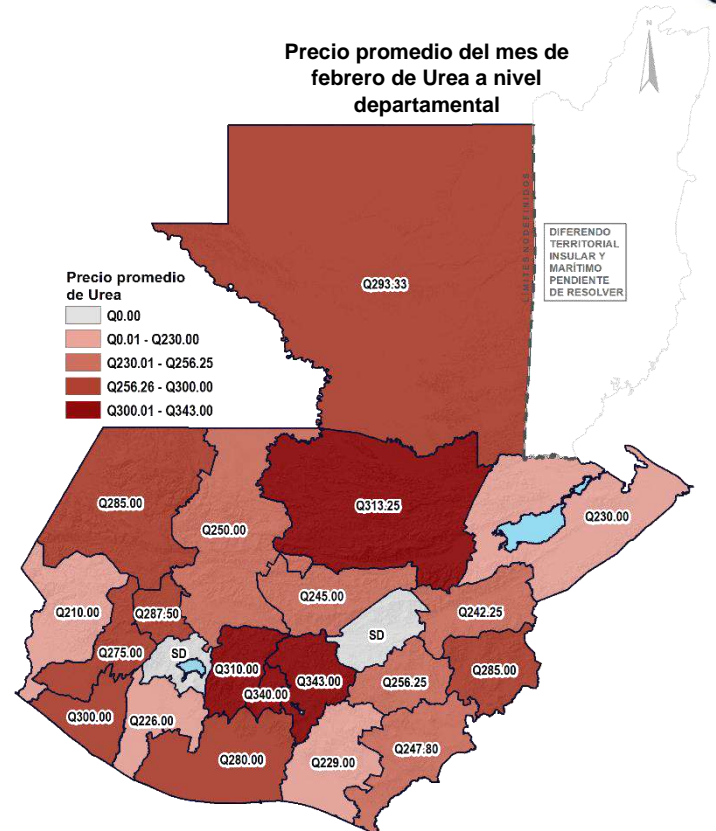 Precio promedio del mes de
febrero de Urea a nivel
departamental
N
LIMITES NO DEFINIDOS
DIFERENDO
TERRITORIAL
INSULAR Y
MARÍTIMO
PENDIENTE
DE RESOLVER
Precio promedio
de Urea
Q0.00
Q0.01 - Q230.00
Q230.01 - Q256.25
Q256.26 - Q300.00
Q300.01 - Q343.00
Q293.33
Q285.00
Q250.00
Q313.25
Q230.00
Q210.00
Q287.50
Q245.00
Q242.25
Q275.00
SD
Q310.00
Q340.00
Q343.00
SD
Q256.25
Q285.00
Q300.00
Q226.00
Q280.00
Q229.00
Q247.80